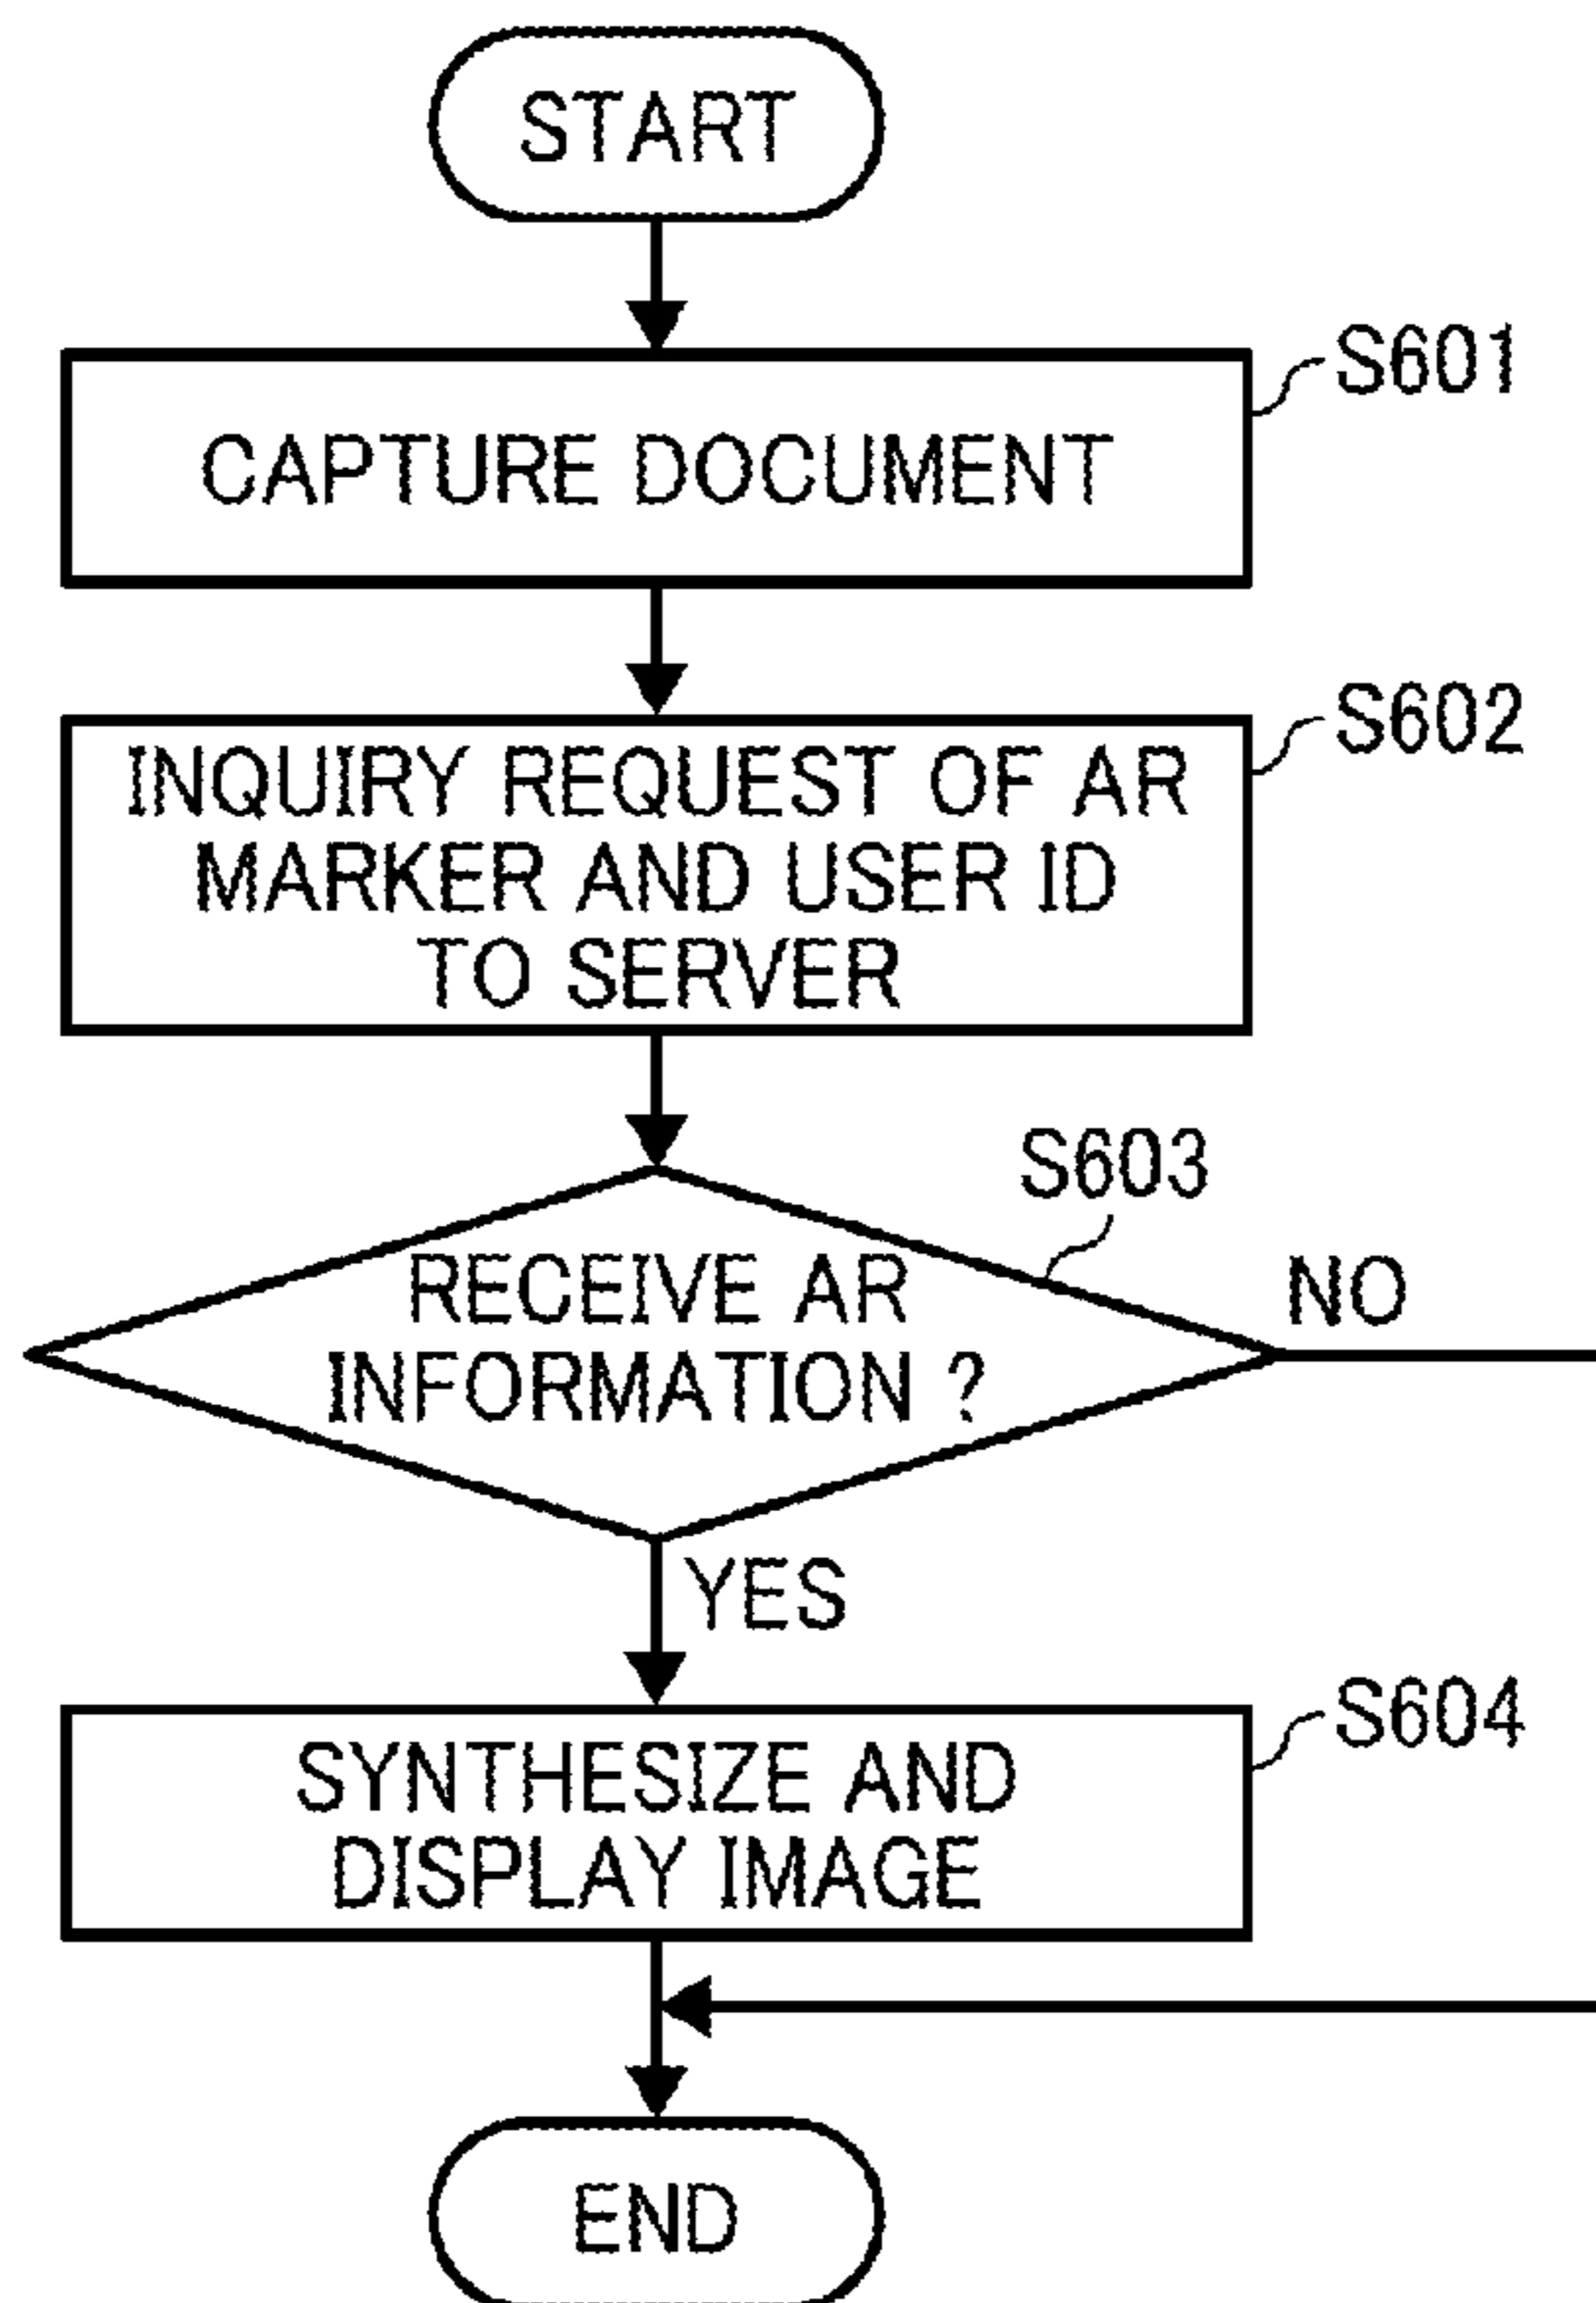 START
S601
CAPTURE DOCUMENT
S602
INQUIRY REQUEST OF AR
MARKER AND USER ID
TO SERVER
S603
RECEIVE AR
INFORMATION ?
NO
YES
S604
SYNTHESIZE AND
DISPLAY IMAGE
END